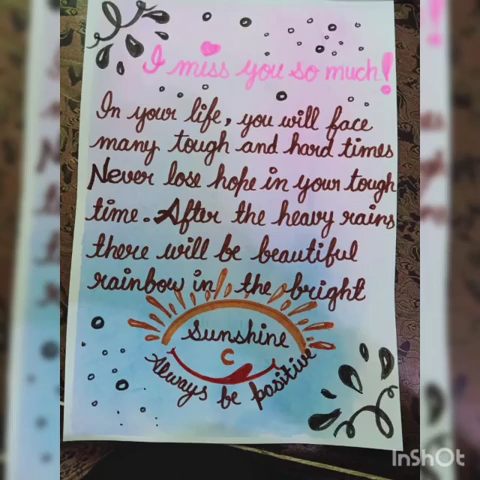 I miss you so much!
In your life, you will face
many tough and hard times
Never lose hope in your tough
time. After the heavy rains
there will be beautiful
rainbow in the bright
sunshine
Always be positive
InShOt